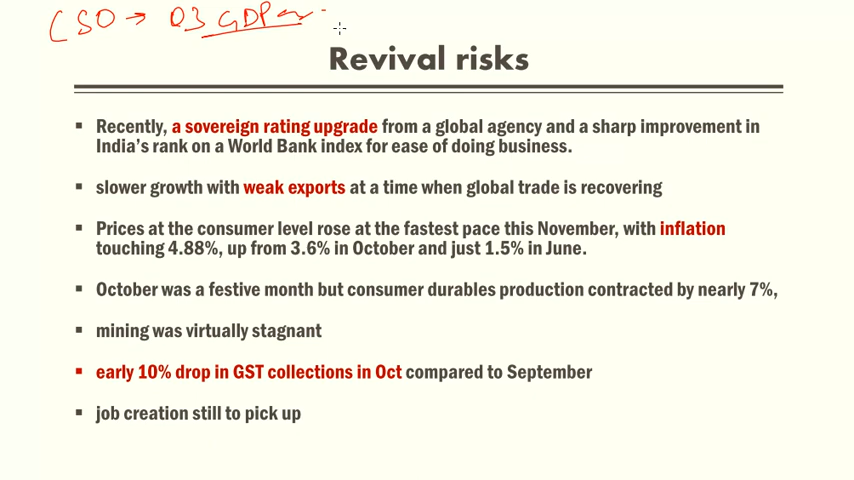 CSO → Q3 GDP
Revival risks
▪ Recently, a sovereign rating upgrade from a global agency and a sharp improvement in
India's rank on a World Bank index for ease of doing business.
▪ slower growth with weak exports at a time when global trade is recovering
▪ Prices at the consumer level rose at the fastest pace this November, with inflation
touching 4.88%, up from 3.6% in October and just 1.5% in June.
▪ October was a festive month but consumer durables production contracted by nearly 7%,
▪ mining was virtually stagnant
▪ early 10% drop in GST collections in Oct compared to September
▪ job creation still to pick up